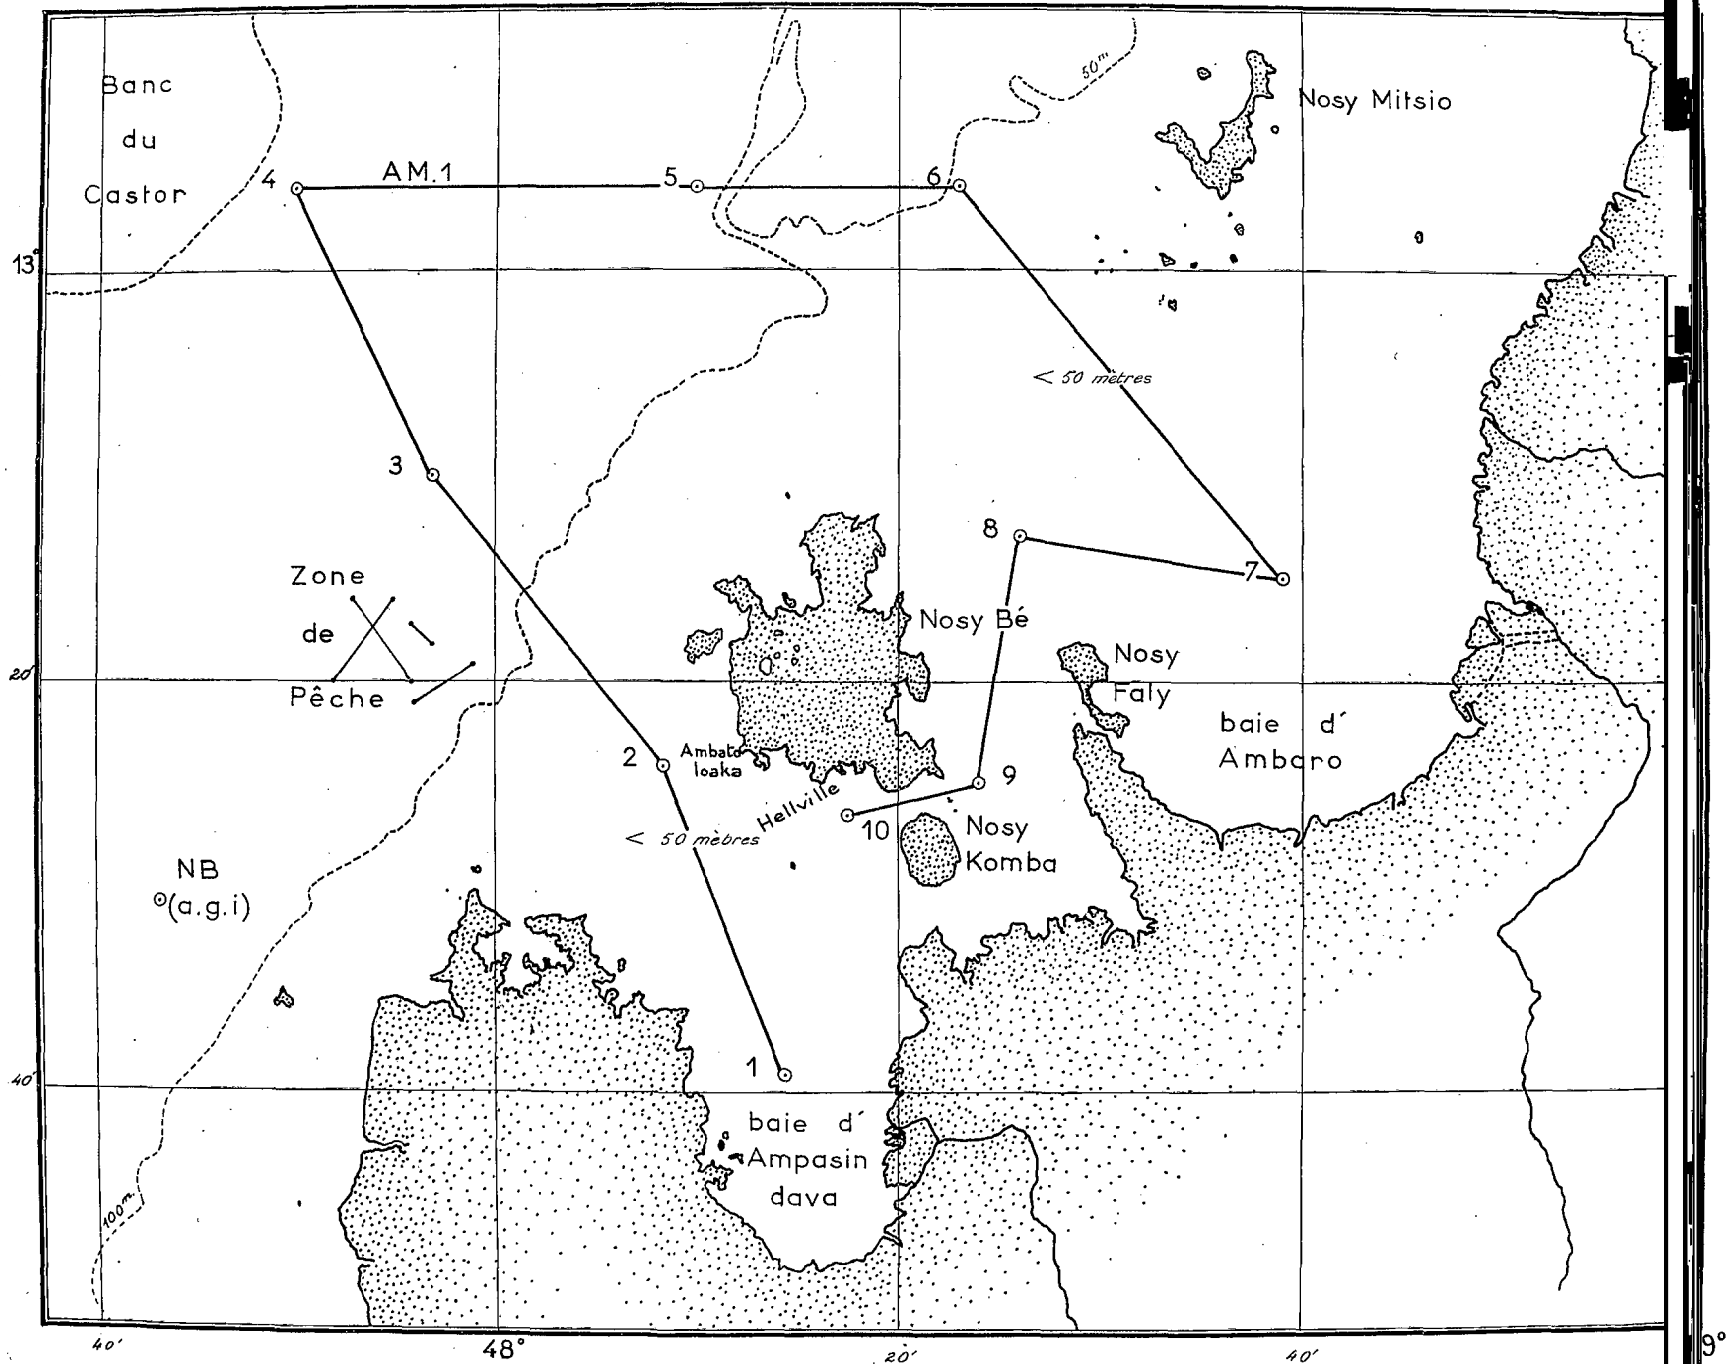 50m
Banc
du
Castor
Nosy Mitsio
4
AM.1
5
6
13°
< 50 mètres
3
8
7
Zone
de
Pêche
Nosy Bé
Nosy
Faly
20'
baie d'
Ambaro
2
Ambato
loaka
9
Hellville
10
< 50 mèbres
Nosy
Komba
NB
(a.g.i)
1
40'
baie d'
Ampasin
dava
100m
40'
48°
20'
40'
9°